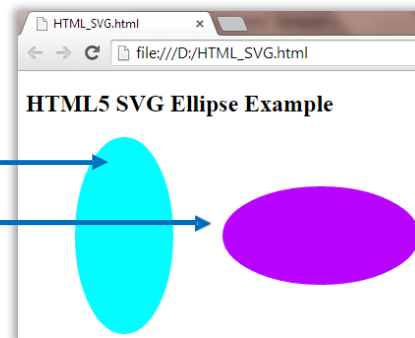 HTML_SVG.html
file:///D:/HTML_SVG.html
HTML5 SVG Ellipse Example